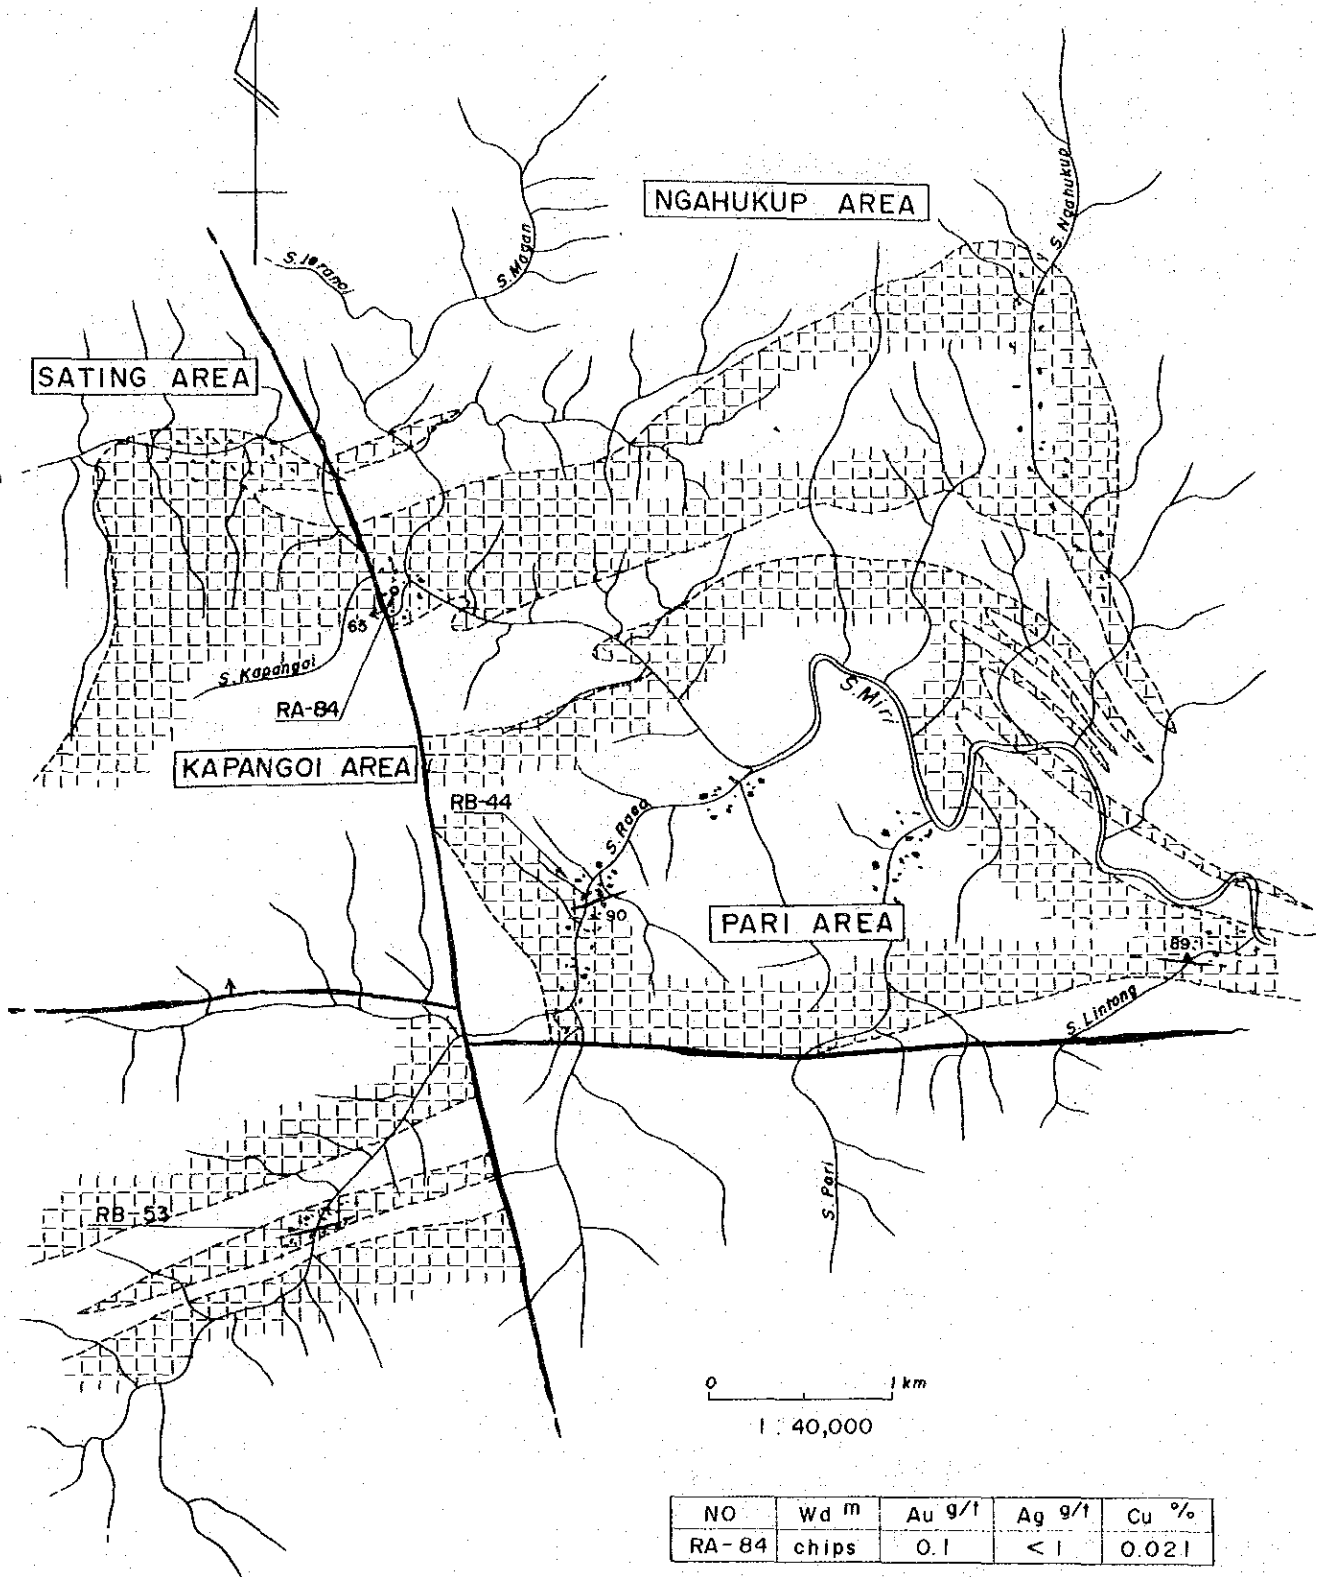 NGAHUKUP AREA
S. Ngahukup
S. Magan
SATING AREA
63
S. Kapangoi
RA-84
S. Miri
KAPANGOI AREA
RB-44
S. Raea
90
PARI AREA
89
S. Lintong
S. Pari
RB-53
0 1 km
1 : 40,000
NO Wd m Au g/t Ag g/t Cu %
RA-84 chips 0.1 <1 0.021